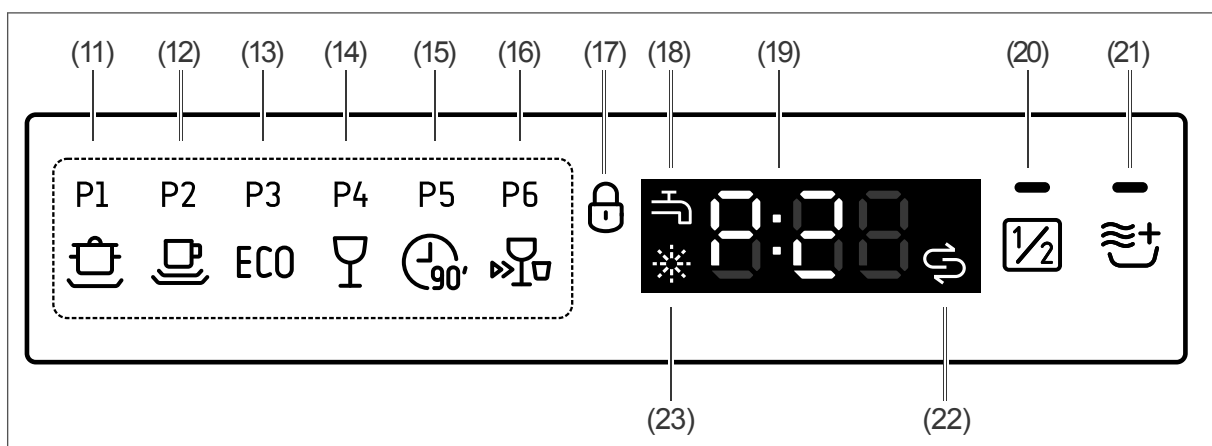 (11) (12) (13) (14) (15) (16) (17) (18) (19) (20) (21)
P1 P2 P3 P4 P5 P6
P:2
ECO 90' 1/2
(23) (22)